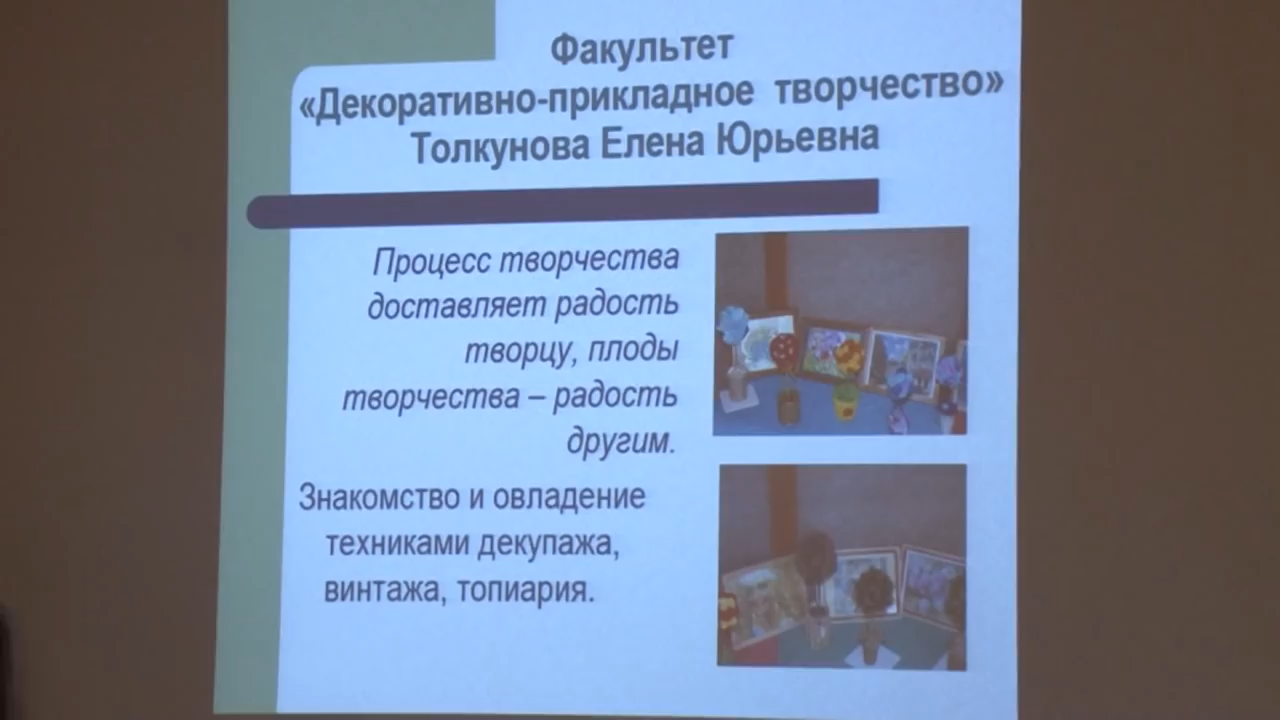 Факультет
«Декоративно-прикладное творчество»
Толкунова Елена Юрьевна
Процесс творчества
доставляет радость
творцу, плоды
творчества – радость
другим.
Знакомство и овладение
техниками декупажа,
винтажа, топиария.